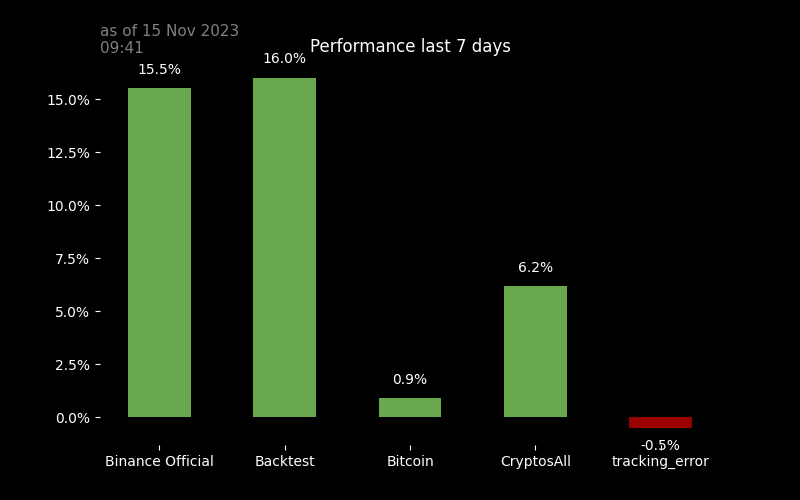 as of 15 Nov 2023
09:41
Performance last 7 days
15.5%
16.0%
0.9%
6.2%
-0.5%
15.0%
12.5%
10.0%
7.5%
5.0%
2.5%
0.0%
Binance Official
Backtest
Bitcoin
CryptosAll
tracking_error